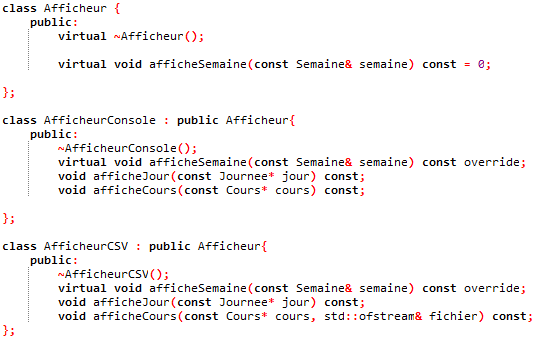 class Afficheur {
public:
virtual ~Afficheur();
virtual void afficheSemaine(const Semaine& semaine) const = 0;
};
class AfficheurConsole : public Afficheur{
public:
~AfficheurConsole();
virtual void afficheSemaine(const Semaine& semaine) const override;
void afficheJour(const Journee* jour) const;
void afficheCours(const Cours* cours) const;
};
class AfficheurCSV : public Afficheur{
public:
~AfficheurCSV();
virtual void afficheSemaine(const Semaine& semaine) const override;
void afficheJour(const Journee* jour) const;
void afficheCours(const Cours* cours, std::ofstream& fichier) const;
};